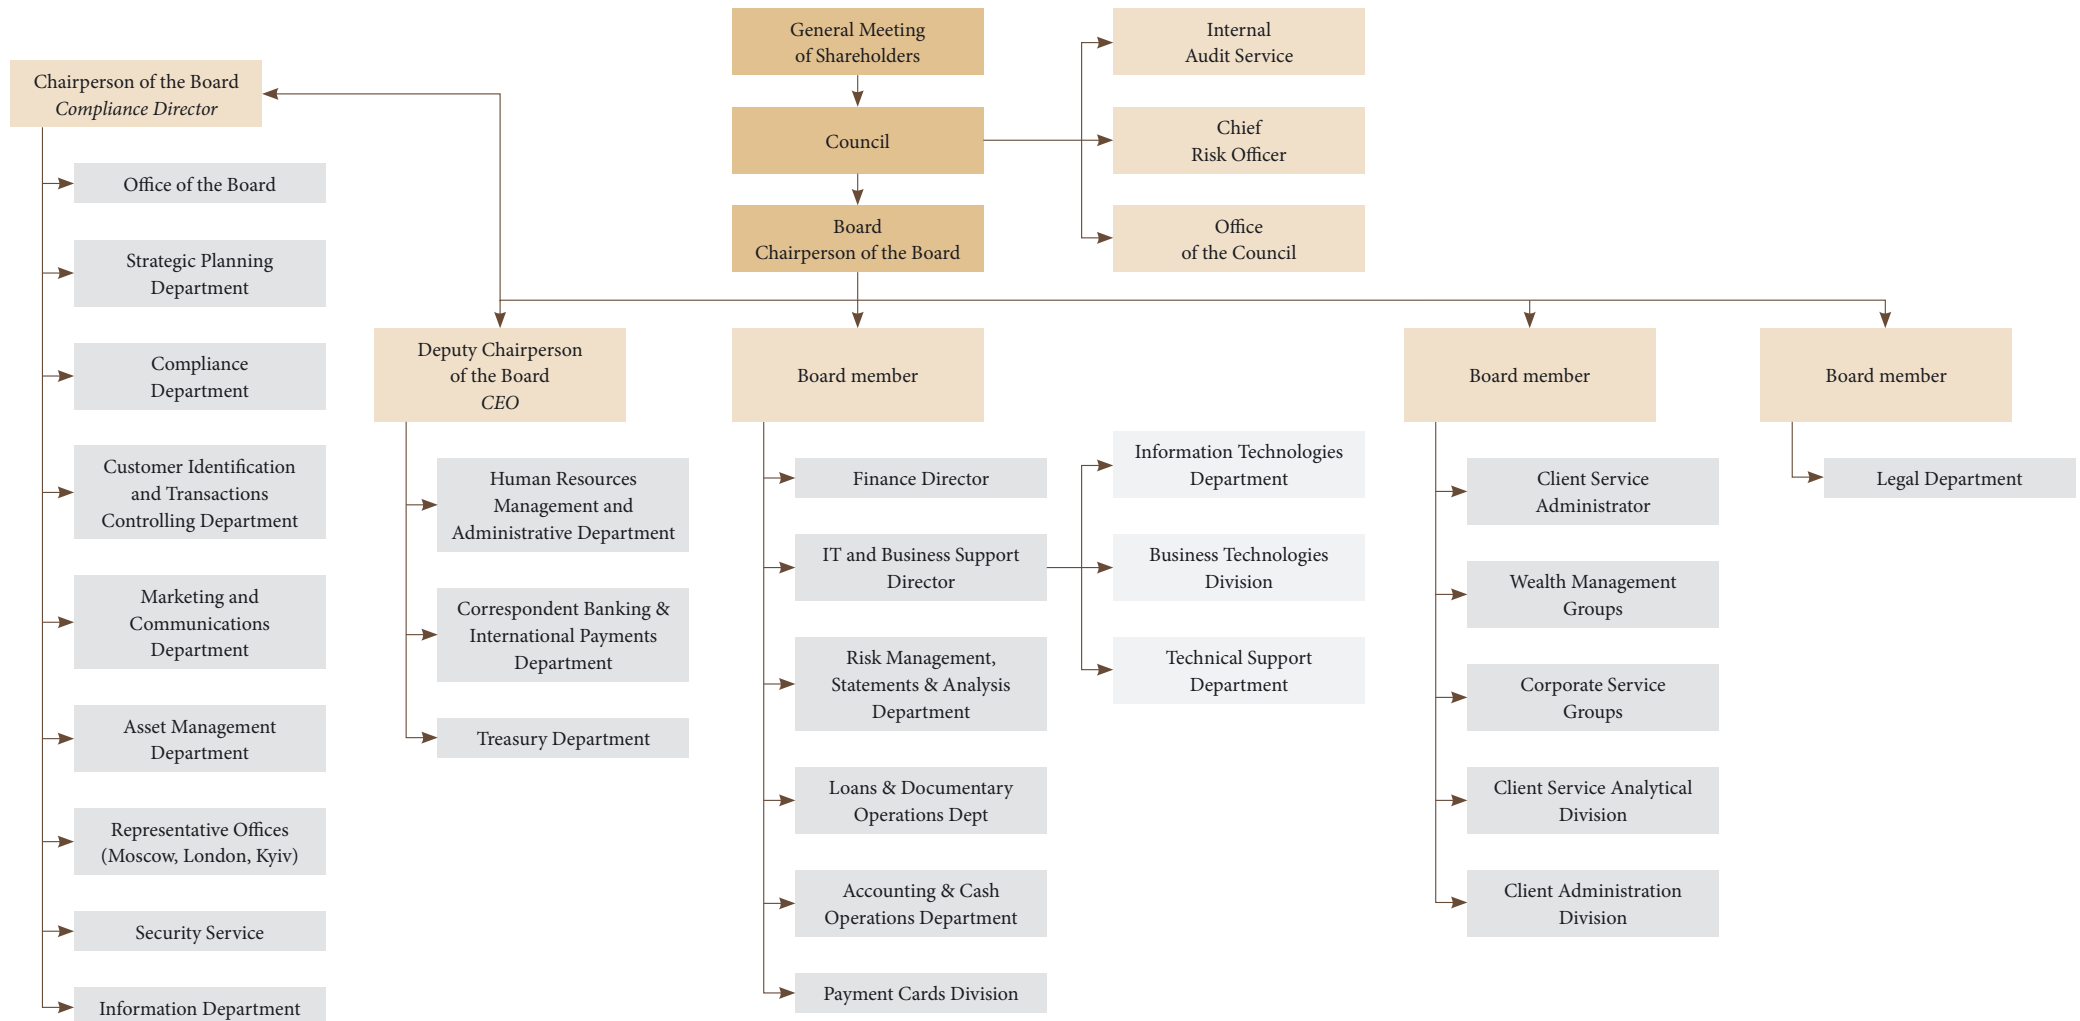 General Meeting
of Shareholders
Council
Board
Chairperson of the Board
Internal
Audit Service
Chief
Risk Officer
Office
of the Council
Chairperson of the Board
Compliance Director
Office of the Board
Strategic Planning
Department
Compliance
Department
Customer Identification
and Transactions
Controlling Department
Marketing and
Communications
Department
Asset Management
Department
Representative Offices
(Moscow, London, Kyiv)
Security Service
Information Department
Deputy Chairperson
of the Board
CEO
Human Resources
Management and
Administrative Department
Correspondent Banking &
International Payments
Department
Treasury Department
Board member
Finance Director
IT and Business Support
Director
Risk Management,
Statements & Analysis
Department
Loans & Documentary
Operations Dept
Accounting & Cash
Operations Department
Payment Cards Division
Information Technologies
Department
Business Technologies
Division
Technical Support
Department
Board member
Client Service
Administrator
Wealth Management
Groups
Corporate Service
Groups
Client Service Analytical
Division
Client Administration
Division
Board member
Legal Department